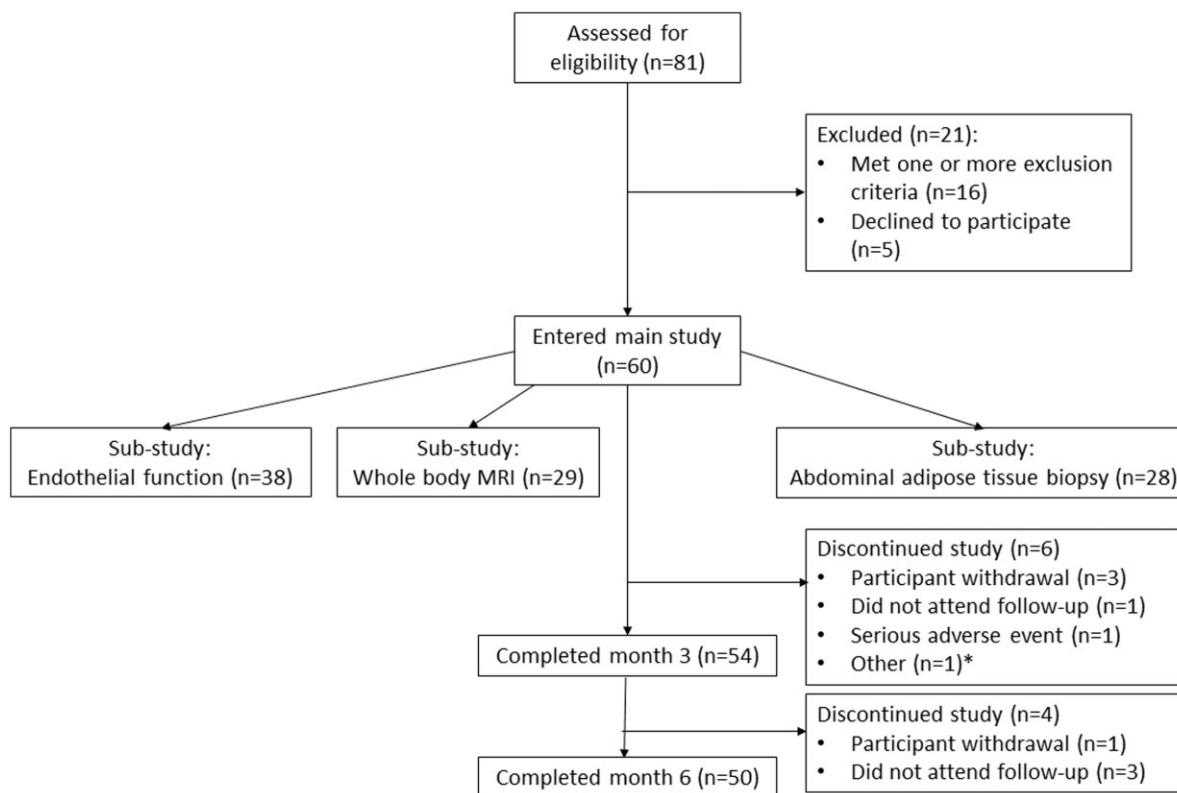 Assessed for
eligibility (n=81)
Excluded (n=21):
• Met one or more exclusion
criteria (n=16)
• Declined to participate
(n=5)
Entered main study
(n=60)
Sub-study:
Endothelial function (n=38)
Sub-study:
Whole body MRI (n=29)
Sub-study:
Abdominal adipose tissue biopsy (n=28)
Discontinued study (n=6)
• Participant withdrawal (n=3)
• Did not attend follow-up (n=1)
• Serious adverse event (n=1)
• Other (n=1)*
Completed month 3 (n=54)
Discontinued study (n=4)
• Participant withdrawal (n=1)
• Did not attend follow-up (n=3)
Completed month 6 (n=50)